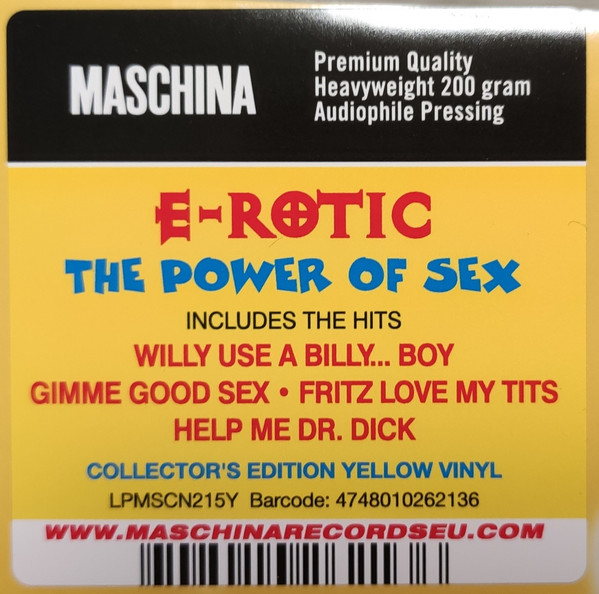 MASCHINA
Premium Quality
Heavyweight 200 gram
Audiophile Pressing
E-ROTIC
THE POWER OF SEX
INCLUDES THE HITS
WILLY USE A BILLY... BOY
GIMME GOOD SEX • FRITZ LOVE MY TITS
HELP ME DR. DICK
COLLECTOR'S EDITION YELLOW VINYL
LPMSCN215Y Barcode: 4748010262136
WWW.MASCHINARECORDSEU.COM